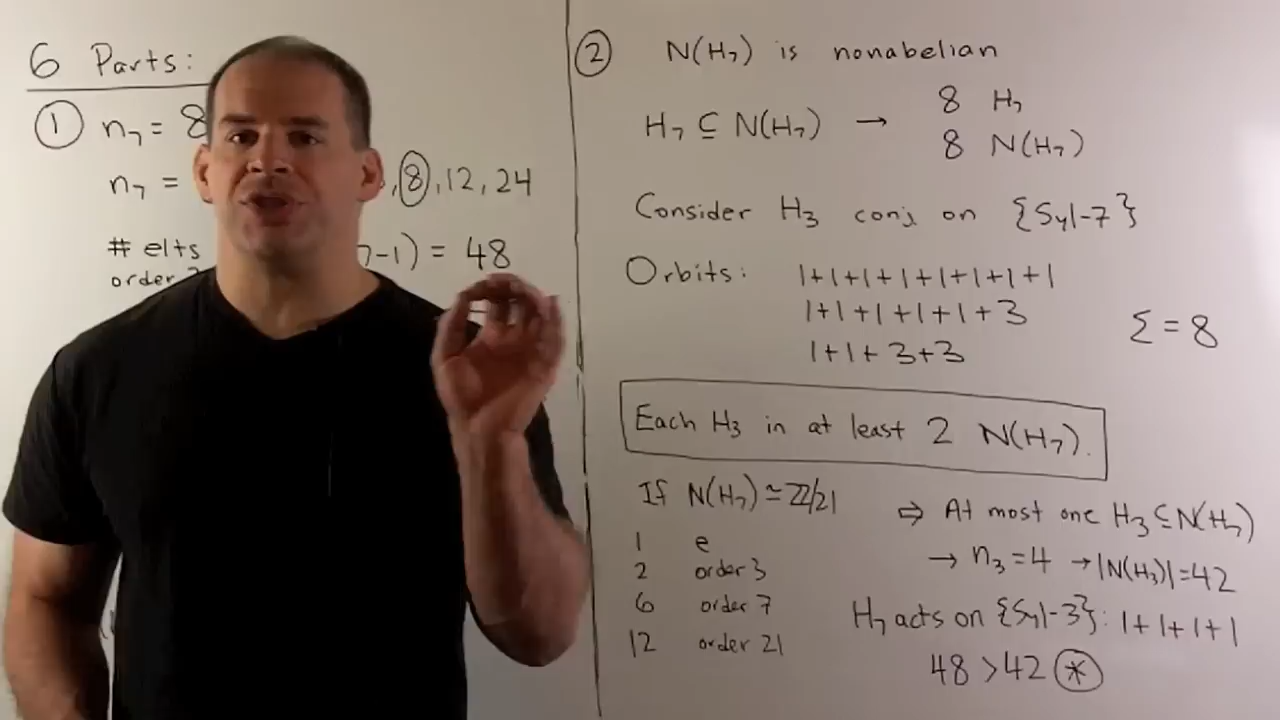 6 Parts:
① n₇ = 8
n₇ = , ⑧, 12, 24
# elts 7-1) = 48
order
② N(H₇) is nonabelian
H₇ ⊆ N(H₇) → 8 H₇
8 N(H₇)
Consider H₃ conj on {Syl-7}
Orbits: 1+1+1+1+1+1+1+1
1+1+1+1+1+3
1+1+3+3
Σ = 8
Each H₃ in at least 2 N(H₇).
If N(H₇) ≃ ℤ/21
1 e
2 order 3
6 order 7
12 order 21
⇒ At most one H₃ ⊆ N(H₇)
→ n₃ = 4 → |N(H₃)| = 42
H₇ acts on {Syl-3}: 1+1+1+1
48 > 42 ⊛